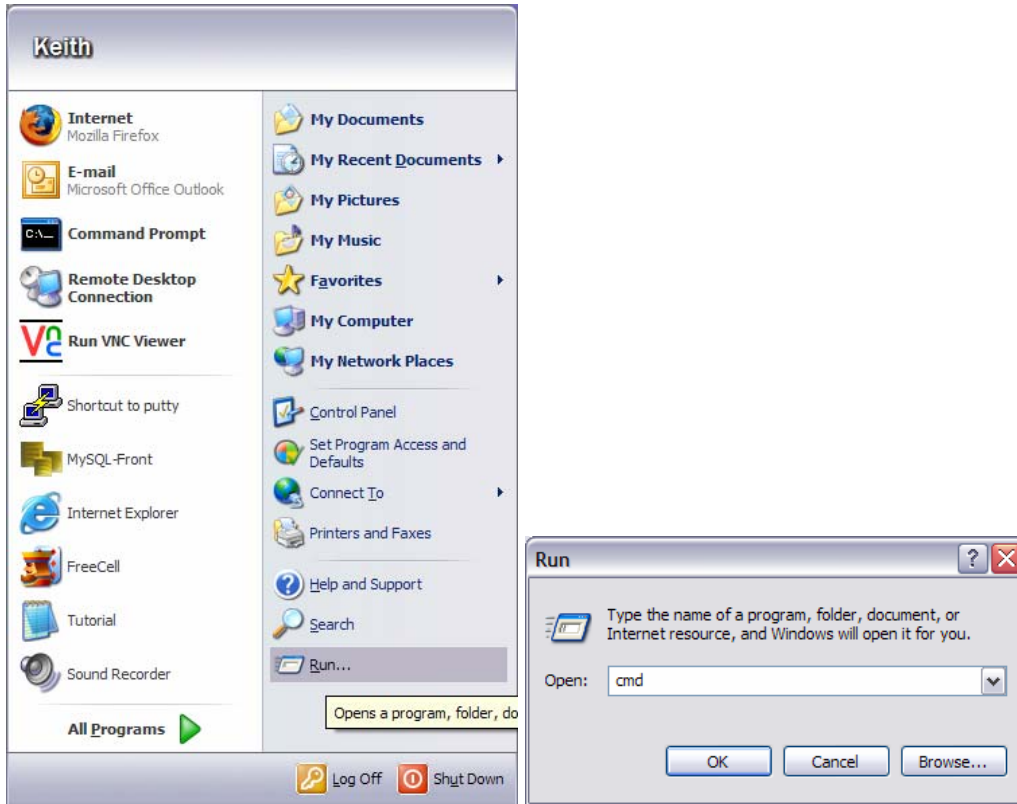 Keith
Internet
Mozilla Firefox
E-mail
Microsoft Office Outlook
C:\_
Command Prompt
Remote Desktop
Connection
Run VNC Viewer
Shortcut to putty
MySQL-Front
Internet Explorer
FreeCell
Tutorial
Sound Recorder
All Programs
My Documents
My Recent Documents
My Pictures
My Music
Favorites
My Computer
My Network Places
Control Panel
Set Program Access and
Defaults
Connect To
Printers and Faxes
Help and Support
Search
Run...
Opens a program, folder, do
Log Off
Shut Down
Run
Type the name of a program, folder, document, or
Internet resource, and Windows will open it for you.
Open: cmd
OK Cancel Browse...